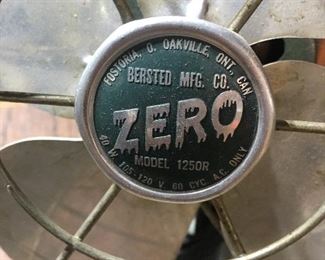 FOSTORIA, O. OAKVILLE, ONT., CAN
BERSTED MFG. CO.
ZERO
MODEL 1250R
40 W. 105-120 V. 60 CYC. A.C. ONLY